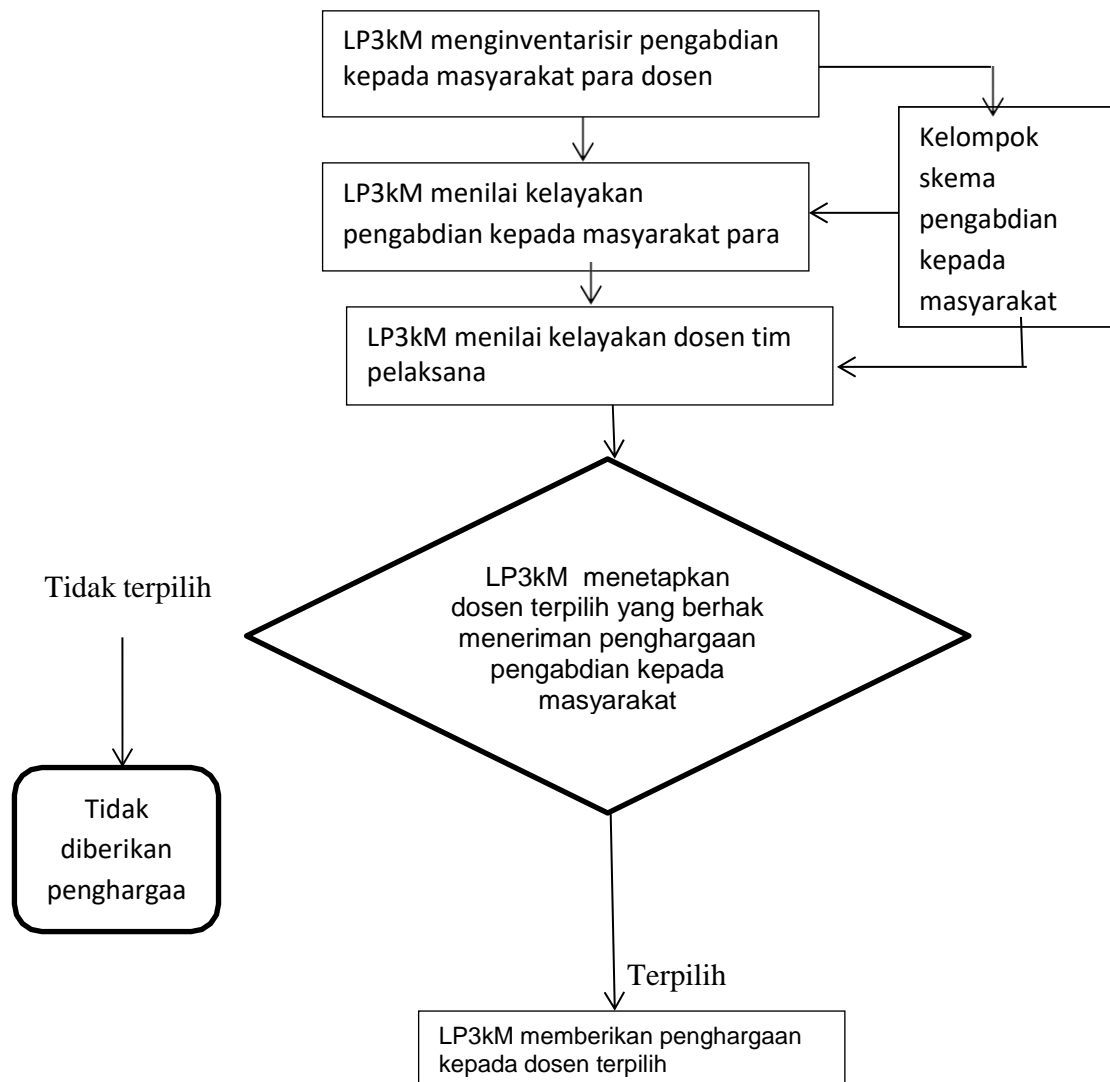 LP3kM menginventarisir pengabdian
kepada masyarakat para dosen
Kelompok
skema
pengabdian
kepada
masyarakat
LP3kM menilai kelayakan
pengabdian kepada masyarakat para
LP3kM menilai kelayakan dosen tim
pelaksana
LP3kM menetapkan
dosen terpilih yang berhak
meneriman penghargaan
pengabdian kepada
masyarakat
Tidak terpilih
Tidak
diberikan
penghargaa
Terpilih
LP3kM memberikan penghargaan
kepada dosen terpilih